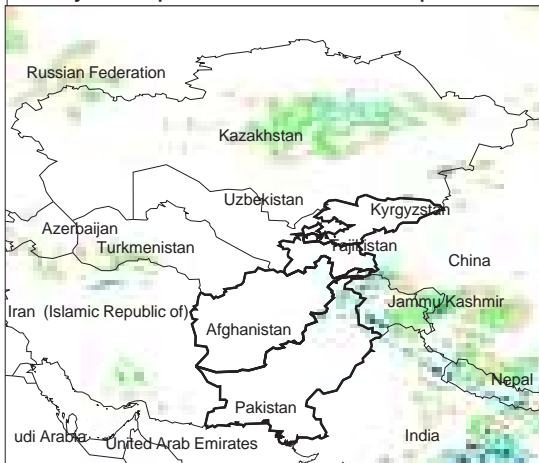 Russian Federation
Kazakhstan
Uzbekistan
Kyrgyzstan
Azerbaijan
Turkmenistan
Tajikistan
China
Iran (Islamic Republic of)
Jammu Kashmir
Afghanistan
Nepal
Pakistan
udi Arabia
United Arab Emirates
India